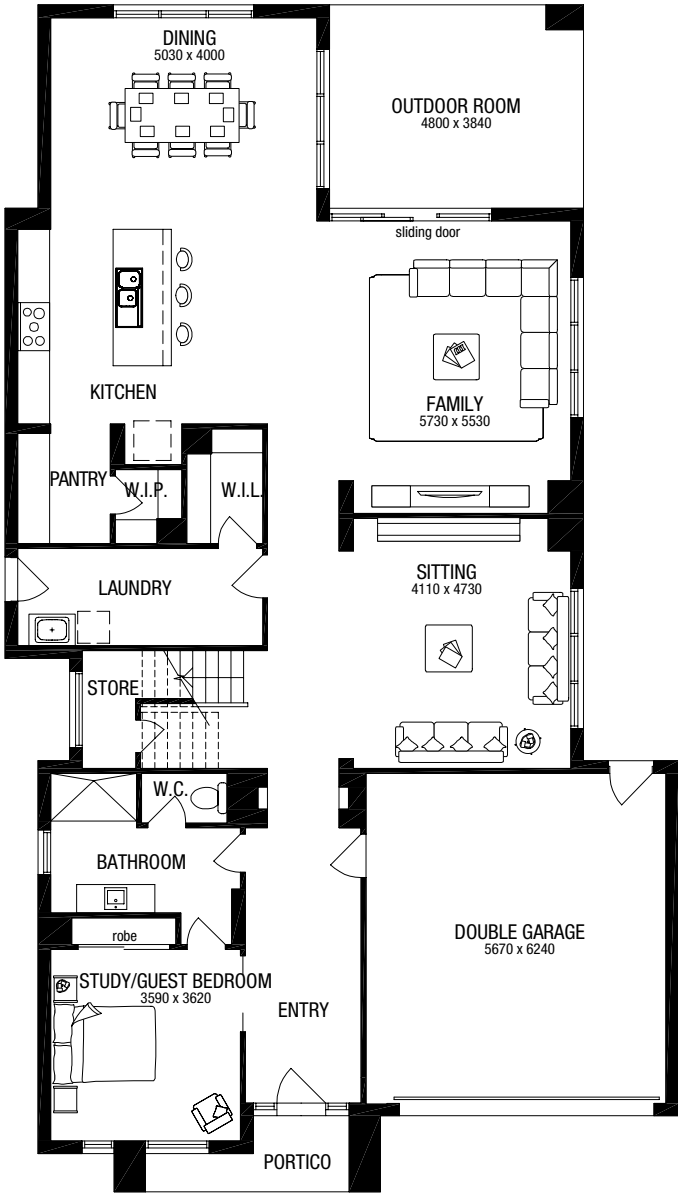 DINING
5030 x 4000
OUTDOOR ROOM
4800 x 3840
sliding door
KITCHEN
FAMILY
5730 x 5530
PANTRY
W.I.P.
W.I.L.
LAUNDRY
SITTING
4110 x 4730
STORE
W.C.
BATHROOM
robe
DOUBLE GARAGE
5670 x 6240
STUDY/GUEST BEDROOM
3590 x 3620
ENTRY
PORTICO